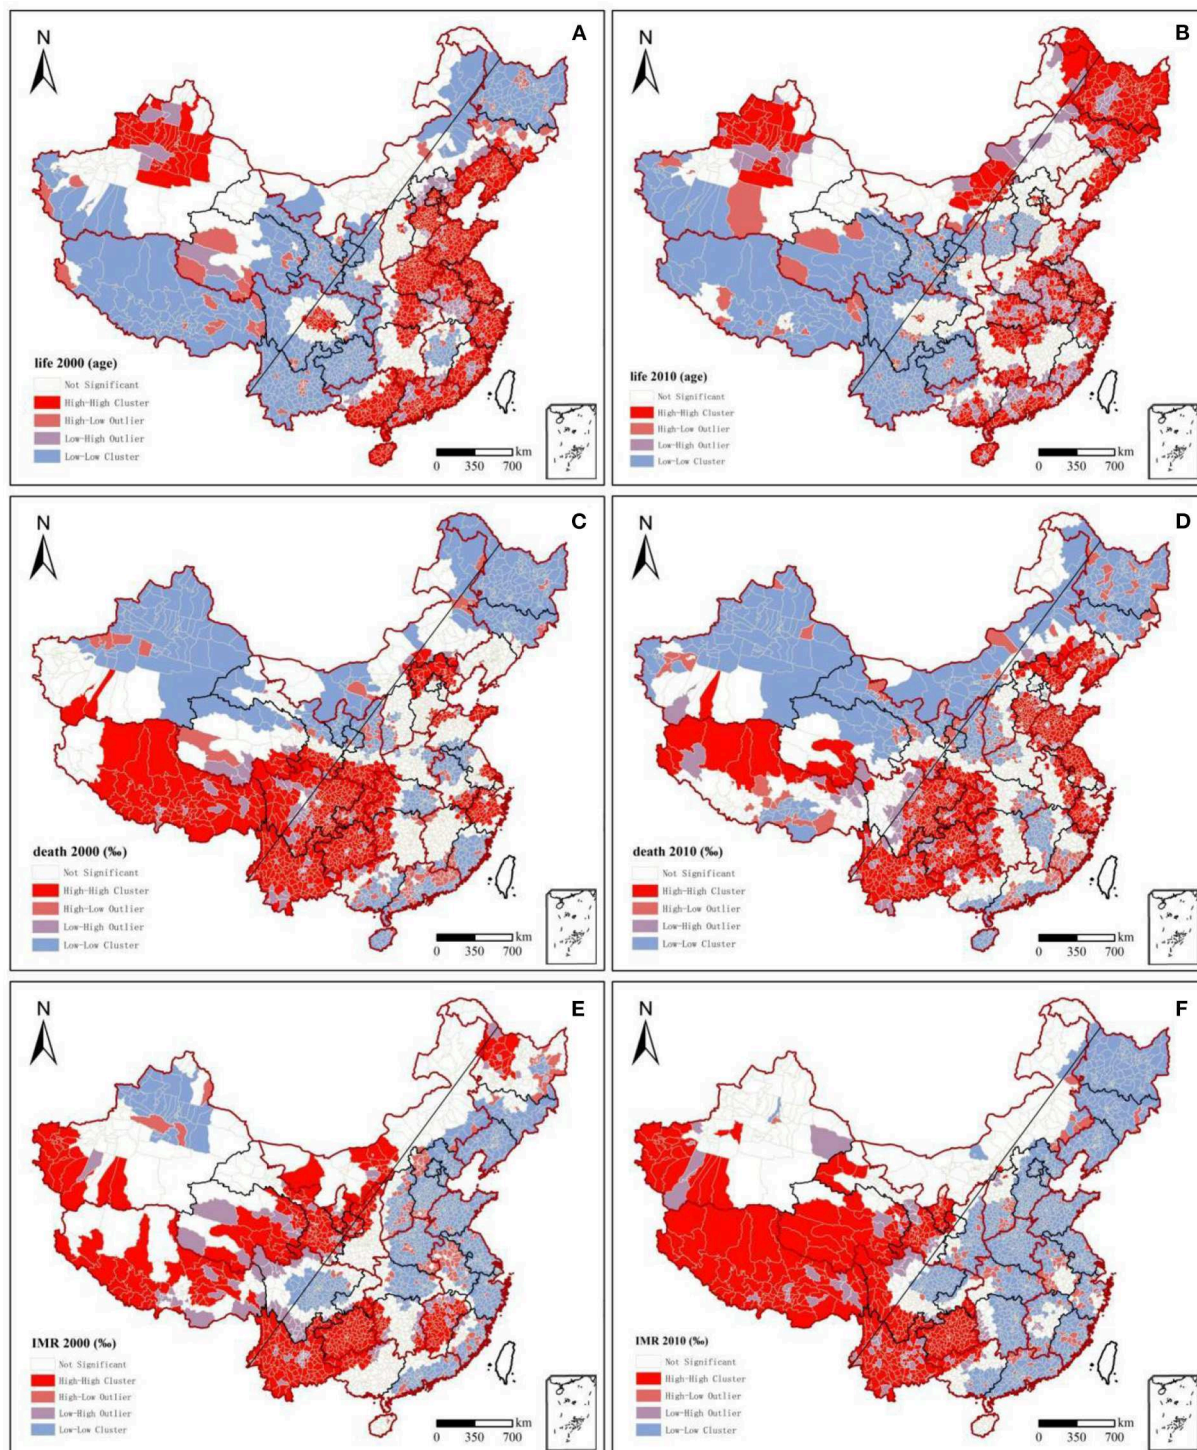 A
N
life 2000 (age)
Not Significant
High-High Cluster
High-Low Outlier
Low-High Outlier
Low-Low Cluster
km
0 350 700
B
N
life 2010 (age)
Not Significant
High-High Cluster
High-Low Outlier
Low-High Outlier
Low-Low Cluster
km
0 350 700
C
N
death 2000 (‰)
Not Significant
High-High Cluster
High-Low Outlier
Low-High Outlier
Low-Low Cluster
km
0 350 700
D
N
death 2010 (‰)
Not Significant
High-High Cluster
High-Low Outlier
Low-High Outlier
Low-Low Cluster
km
0 350 700
E
N
IMR 2000 (‰)
Not Significant
High-High Cluster
High-Low Outlier
Low-High Outlier
Low-Low Cluster
km
0 350 700
F
N
IMR 2010 (‰)
Not Significant
High-High Cluster
High-Low Outlier
Low-High Outlier
Low-Low Cluster
km
0 350 700